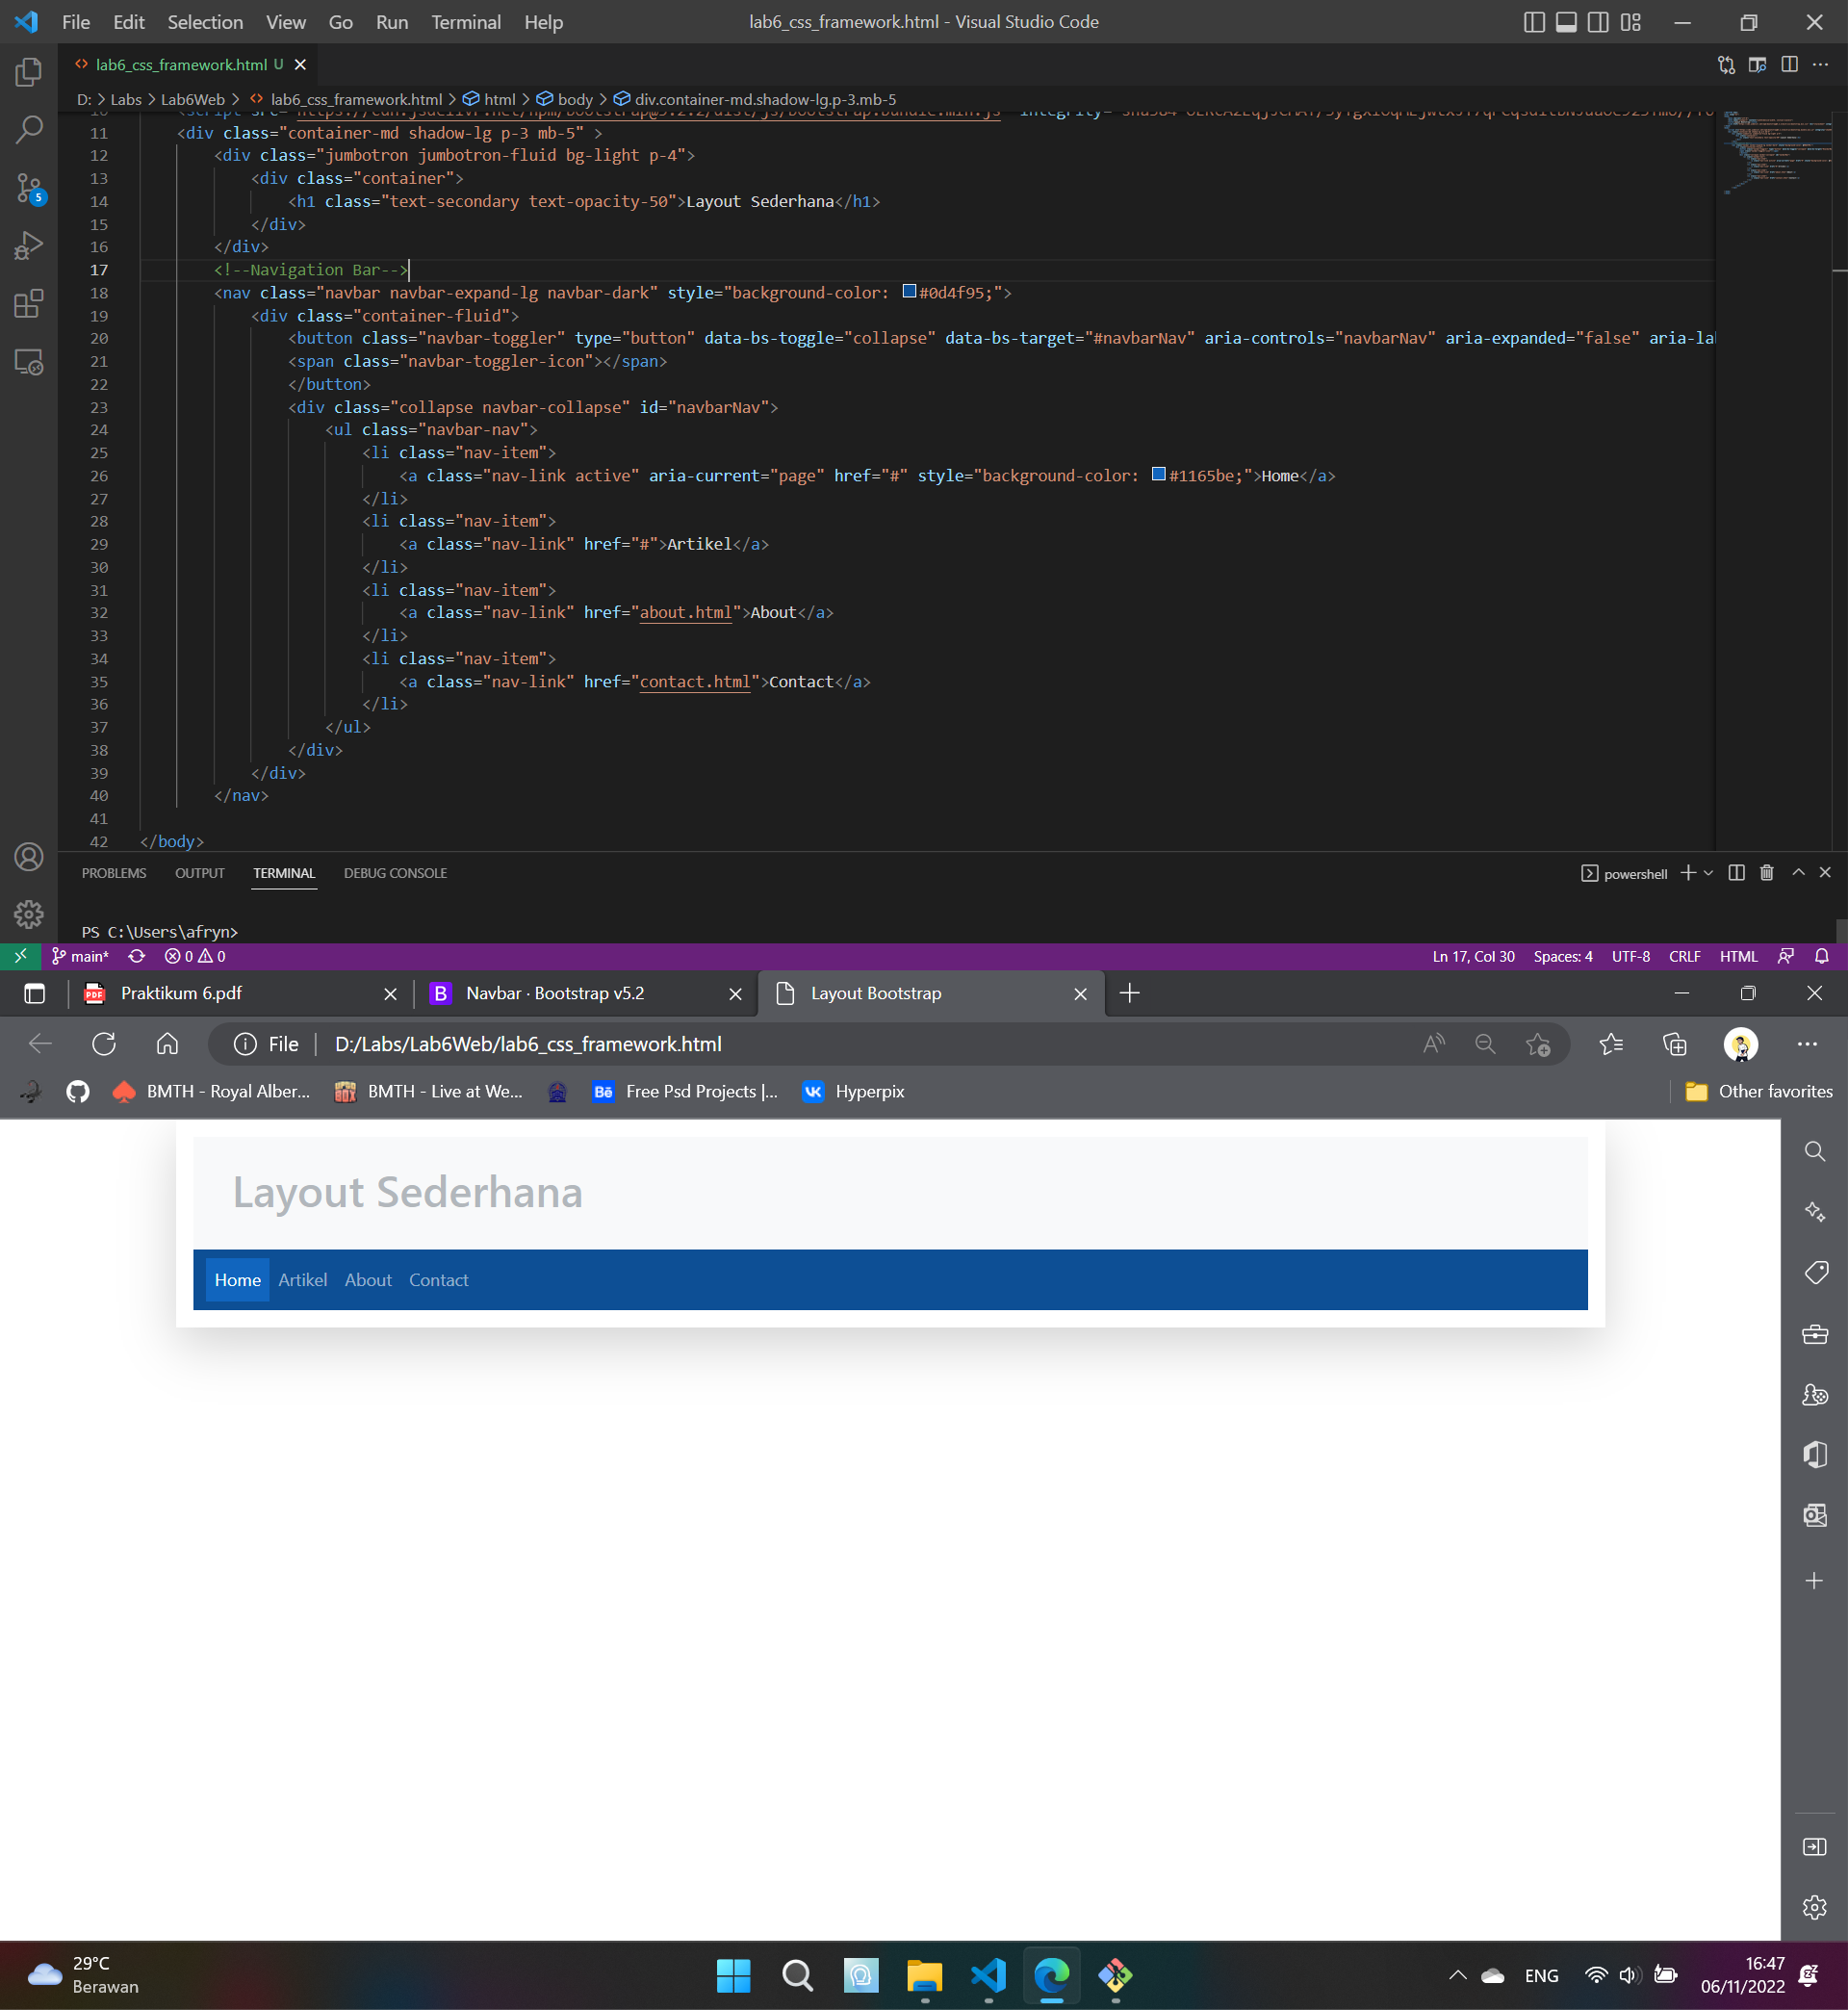 File Edit Selection View Go Run Terminal Help lab6_css_framework.html - Visual Studio Code
<> lab6_css_framework.html U
D: > Labs > Lab6Web > <> lab6_css_framework.html > html > body > div.container-md.shadow-lg.p-3.mb-5
11 <div class="container-md shadow-lg p-3 mb-5" >
12 <div class="jumbotron jumbotron-fluid bg-light p-4">
13 <div class="container">
14 <h1 class="text-secondary text-opacity-50">Layout Sederhana</h1>
15 </div>
16 </div>
17 <!--Navigation Bar-->
18 <nav class="navbar navbar-expand-lg navbar-dark" style="background-color: #0d4f95;">
19 <div class="container-fluid">
20 <button class="navbar-toggler" type="button" data-bs-toggle="collapse" data-bs-target="#navbarNav" aria-controls="navbarNav" aria-expanded="false" aria-la
21 <span class="navbar-toggler-icon"></span>
22 </button>
23 <div class="collapse navbar-collapse" id="navbarNav">
24 <ul class="navbar-nav">
25 <li class="nav-item">
26 <a class="nav-link active" aria-current="page" href="#" style="background-color: #1165be;">Home</a>
27 </li>
28 <li class="nav-item">
29 <a class="nav-link" href="#">Artikel</a>
30 </li>
31 <li class="nav-item">
32 <a class="nav-link" href="about.html">About</a>
33 </li>
34 <li class="nav-item">
35 <a class="nav-link" href="contact.html">Contact</a>
36 </li>
37 </ul>
38 </div>
39 </div>
40 </nav>
41
42 </body>
5
PROBLEMS OUTPUT TERMINAL DEBUG CONSOLE powershell
PS C:\Users\afryn>
main* 0 0 Ln 17, Col 30 Spaces: 4 UTF-8 CRLF HTML
PDF Praktikum 6.pdf B Navbar · Bootstrap v5.2 Layout Bootstrap
File D:/Labs/Lab6Web/lab6_css_framework.html
BMTH - Royal Alber... BMTH - Live at We... Bē Free Psd Projects |... VK Hyperpix Other favorites
Layout Sederhana
Home Artikel About Contact
29°C
Berawan
ENG
16:47
06/11/2022